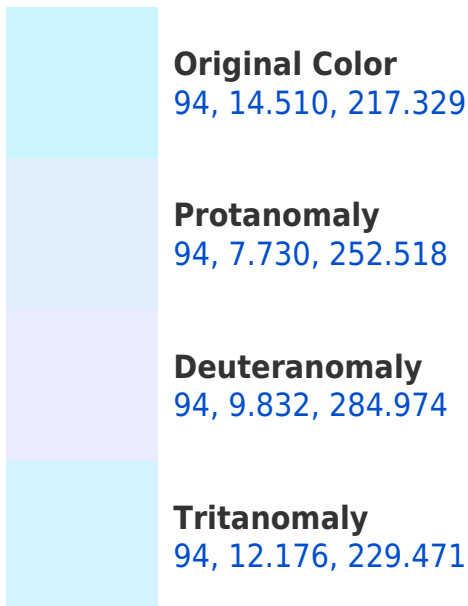 Original Color
94, 14.510, 217.329
Protanomaly
94, 7.730, 252.518
Deuteranomaly
94, 9.832, 284.974
Tritanomaly
94, 12.176, 229.471